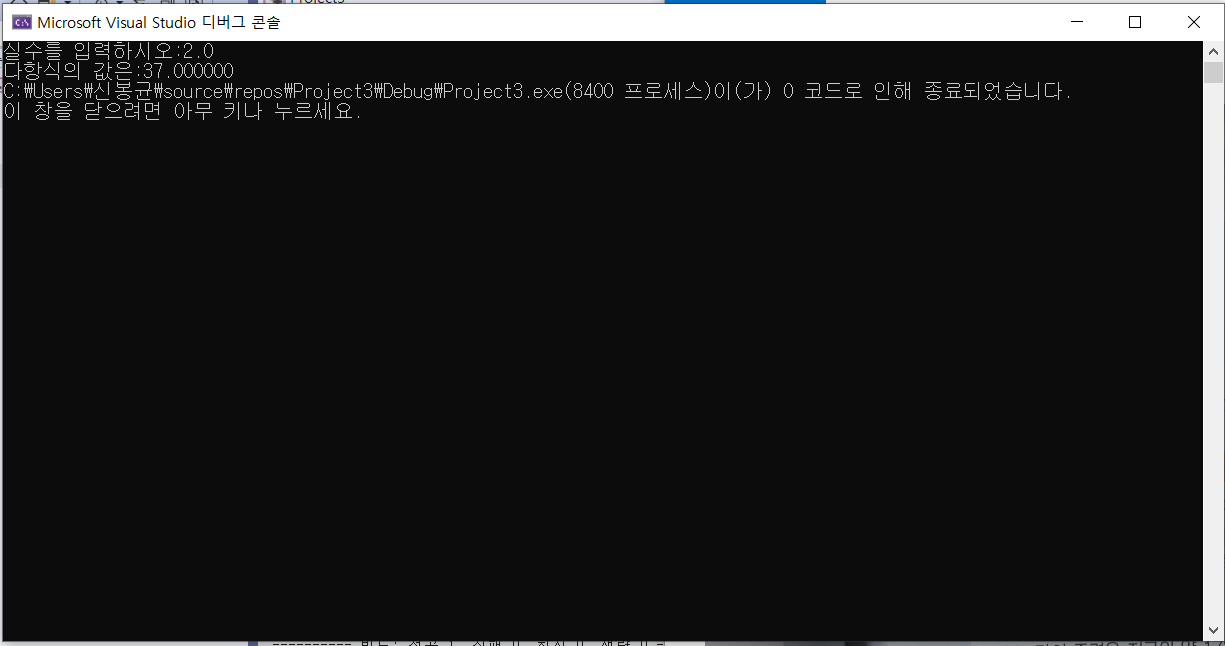 Microsoft Visual Studio 디버그 콘솔
실수를 입력하시오:2.0
다항식의 값은:37.000000
C:\Users\신봉균\source\repos\Project3\Debug\Project3.exe(8400 프로세스)이(가) 0 코드로 인해 종료되었습니다.
이 창을 닫으려면 아무 키나 누르세요.